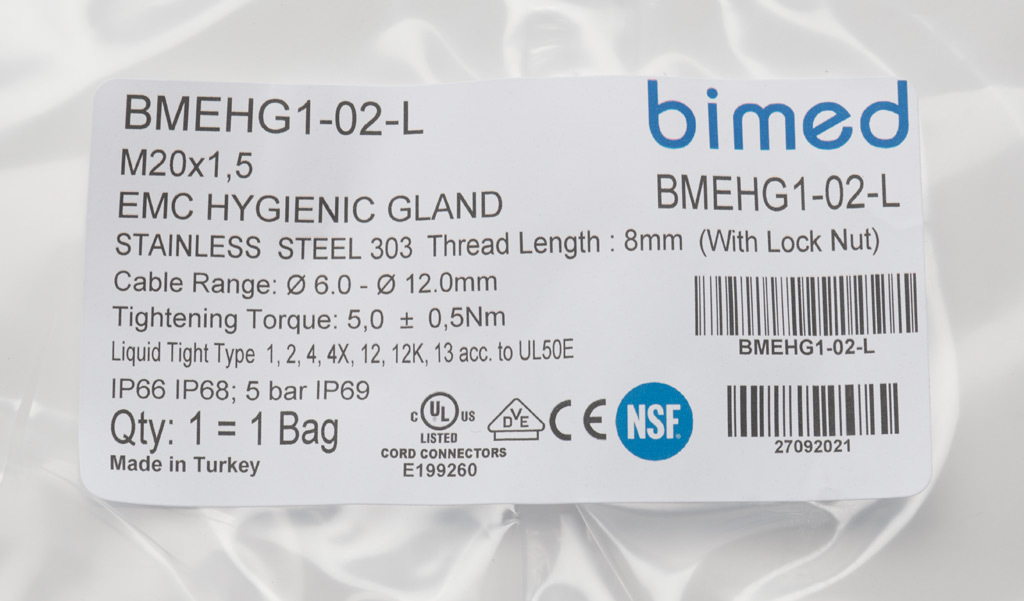 BMEHG1-02-L
M20x1,5
EMC HYGIENIC GLAND
STAINLESS STEEL 303 Thread Length : 8mm (With Lock Nut)
Cable Range: Ø 6.0 - Ø 12.0mm
Tightening Torque: 5,0 ± 0,5Nm
Liquid Tight Type 1, 2, 4, 4X, 12, 12K, 13 acc. to UL50E
IP66 IP68; 5 bar IP69
Qty: 1 = 1 Bag
Made in Turkey
c UL US
LISTED
CORD CONNECTORS
E199260
DVE
CE
NSF
bimed
BMEHG1-02-L
BMEHG1-02-L
27092021